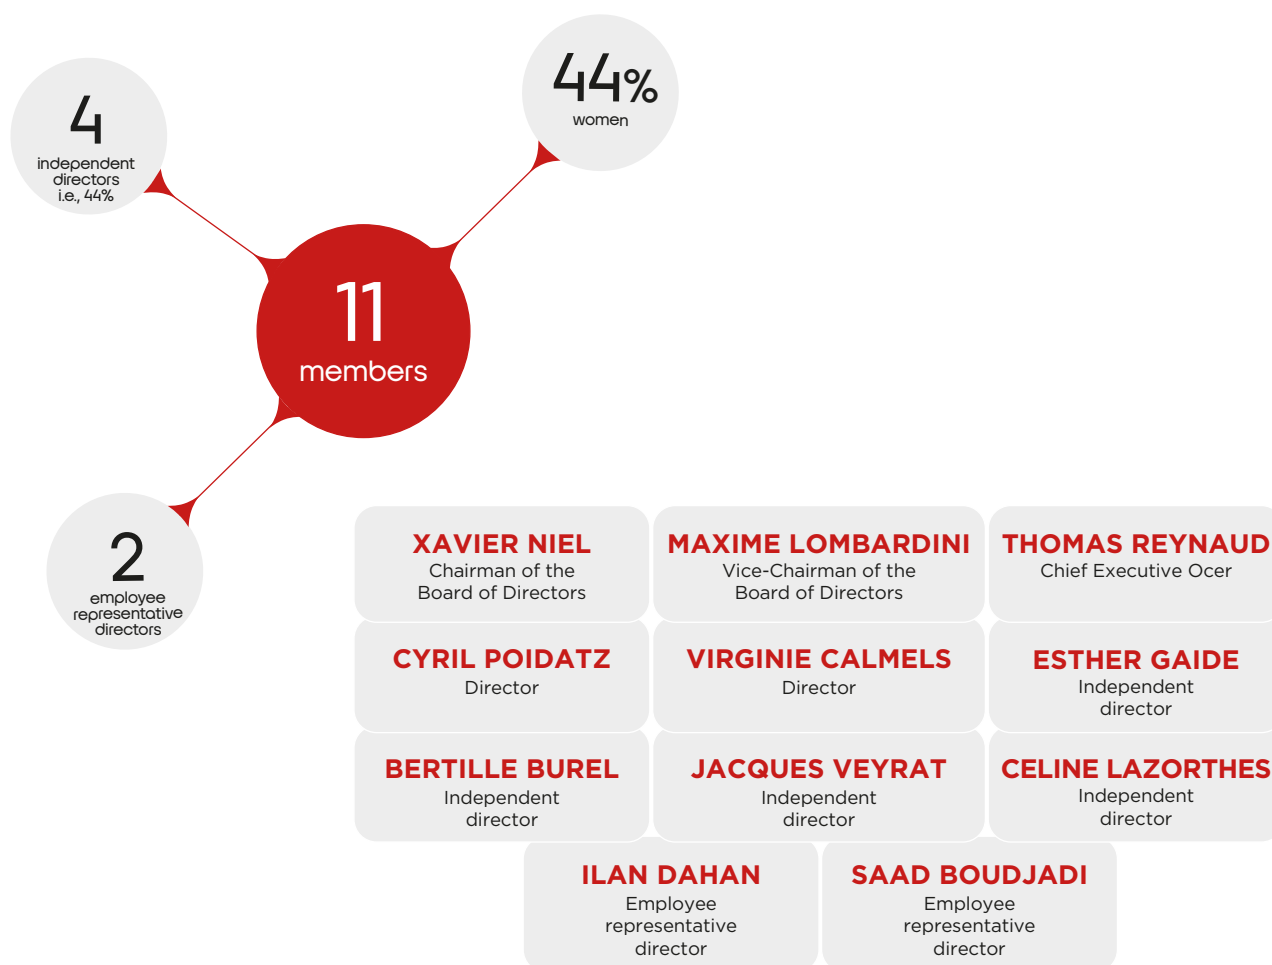 44%
women
4
independent
directors
i.e., 44%
11
members
2
employee
representative
directors
XAVIER NIEL
Chairman of the
Board of Directors
MAXIME LOMBARDINI
Vice-Chairman of the
Board of Directors
THOMAS REYNAUD
Chief Executive Ocer
CYRIL POIDATZ
Director
VIRGINIE CALMELS
Director
ESTHER GAIDE
Independent
director
BERTILLE BUREL
Independent
director
JACQUES VEYRAT
Independent
director
CELINE LAZORTHES
Independent
director
ILAN DAHAN
Employee
representative
director
SAAD BOUDJADI
Employee
representative
director